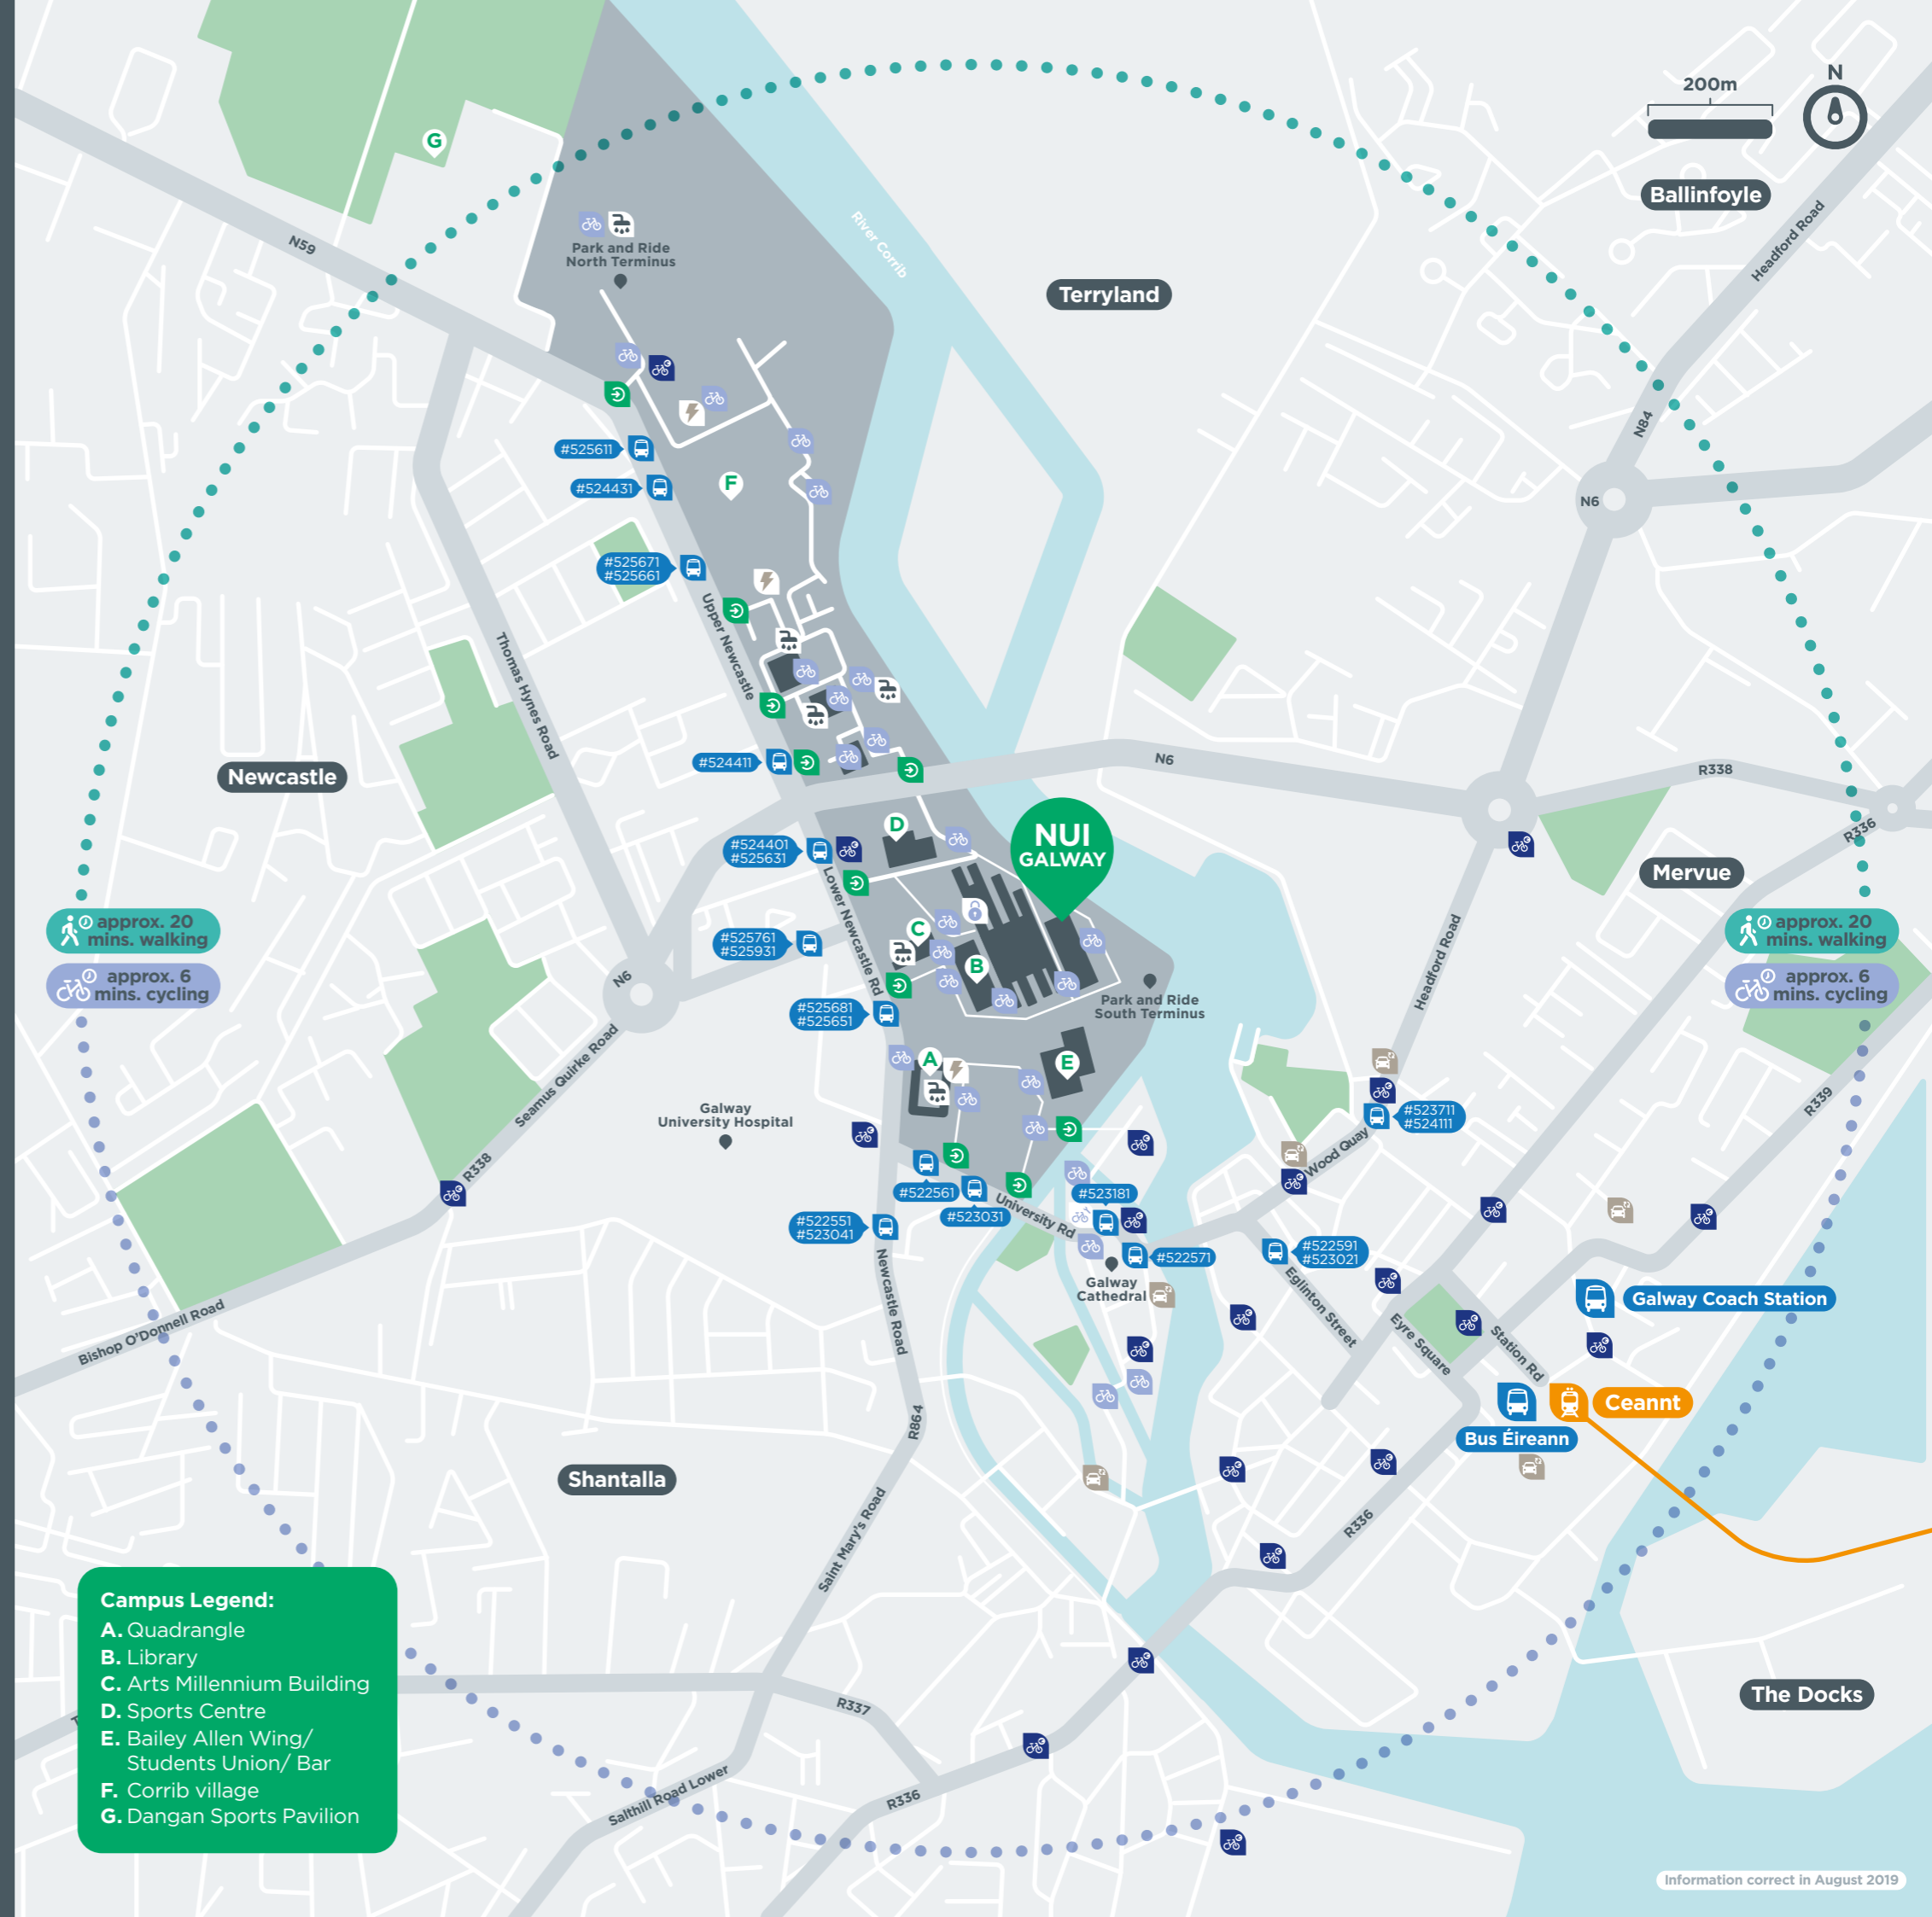 200m
N
G
Ballinfoyle
River Corrib
Headford Road
N59
Park and Ride
North Terminus
Terryland
N84
#525611
#524431
F
N6
#525671
#525661
Upper Newcastle
Thomas Hynes Road
#524411
N6
R338
Newcastle
D
NUI
GALWAY
#524401
#525631
R336
Mervue
Lower Newcastle Rd
approx. 20
mins. walking
approx. 6
mins. cycling
C
#525761
#525931
B
Headford Road
approx. 20
mins. walking
approx. 6
mins. cycling
N6
Park and Ride
South Terminus
#525681
#525651
Seamus Quirke Road
A
E
R339
Galway
University Hospital
#523711
#524111
Wood Quay
R338
#522561
#523031
University Rd
#523181
#522551
#523041
#522571
#522591
#523021
Galway
Cathedral
Newcastle Road
Eglinton Street
Eyre Square
Station Rd
Galway Coach Station
Bishop O'Donnell Road
Ceannt
Bus Éireann
R864
Shantalla
Saint Mary's Road
R336
Campus Legend:
A. Quadrangle
B. Library
C. Arts Millennium Building
D. Sports Centre
E. Bailey Allen Wing/
Students Union/ Bar
F. Corrib village
G. Dangan Sports Pavilion
R337
The Docks
Salthill Road Lower
R336
Information correct in August 2019